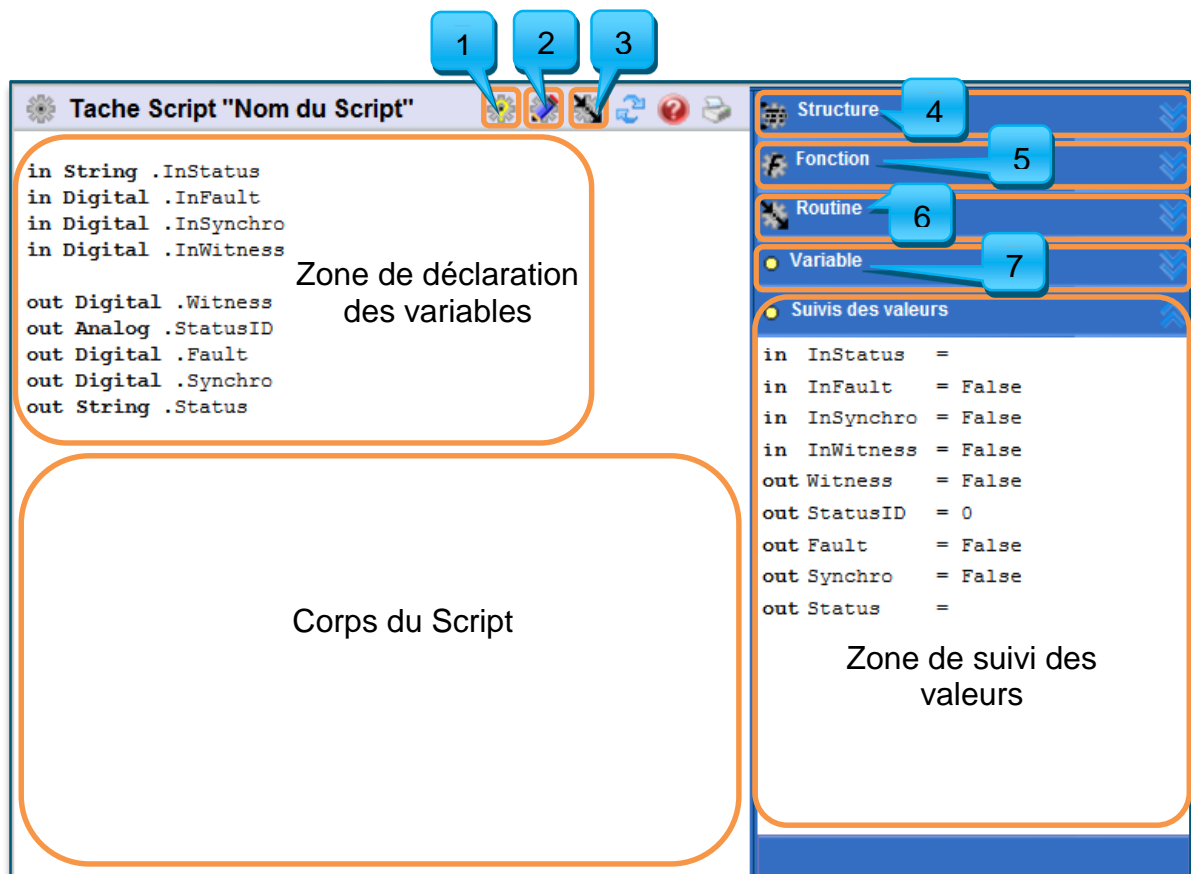 1
2
3
Tache Script "Nom du Script"
in String .InStatus
in Digital .InFault
in Digital .InSynchro
in Digital .InWitness
out Digital .Witness
out Analog .StatusID
out Digital .Fault
out Digital .Synchro
out String .Status
Zone de déclaration
des variables
Corps du Script
Structure
4
Fonction
5
Routine
6
Variable
7
Suivis des valeurs
in InStatus =
in InFault = False
in InSynchro = False
in InWitness = False
out Witness = False
out StatusID = 0
out Fault = False
out Synchro = False
out Status =
Zone de suivi des
valeurs